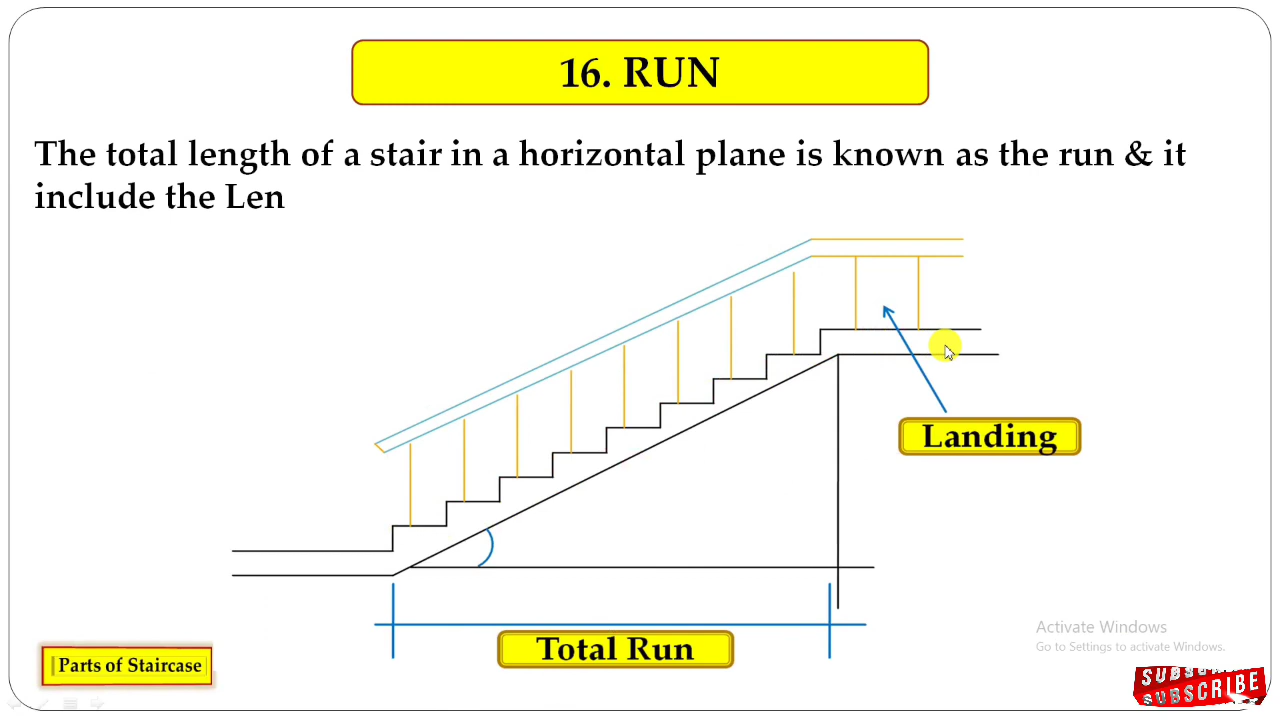 16. RUN
The total length of a stair in a horizontal plane is known as the run & it
include the Len
Landing
Total Run
Parts of Staircase
Activate Windows
Go to Settings to activate Windows.
SUBSCRIBE